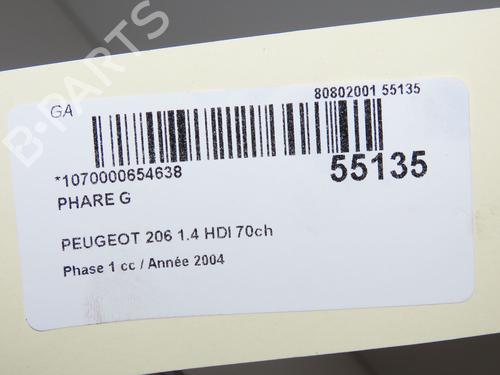 B-PARTS
GA
80802001 55135
*1070000654638
55135
PHARE G
PEUGEOT 206 1.4 HDI 70ch
Phase 1 cc / Année 2004